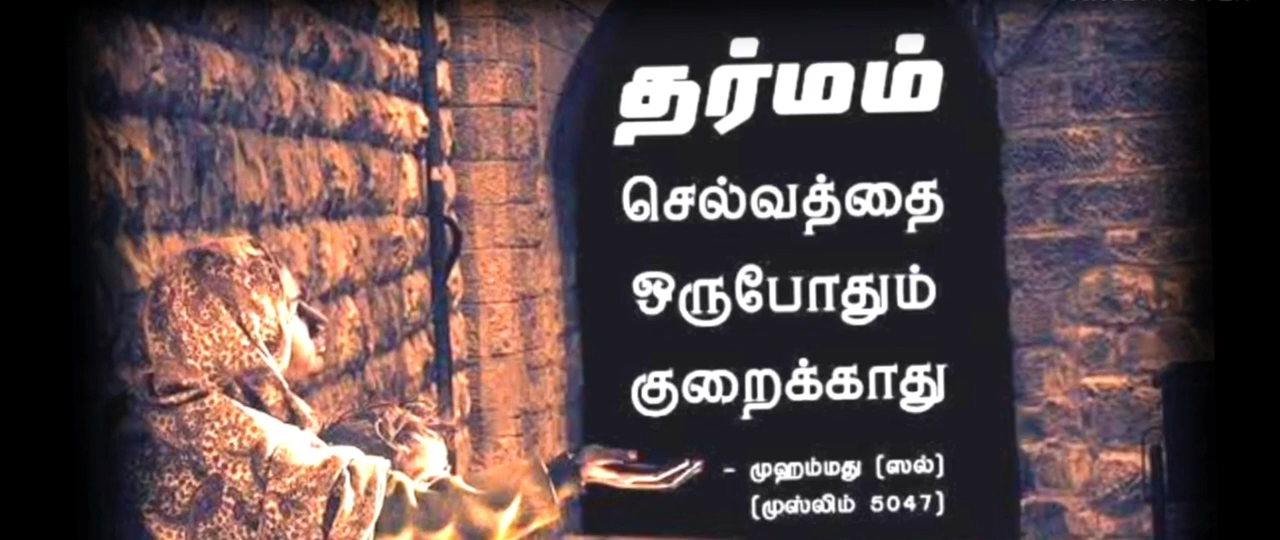 தர்மம்
செல்வத்தை
ஒருபோதும்
குறைக்காது
- முஹம்மது (ஸல்)
(முஸ்லிம் 5047)